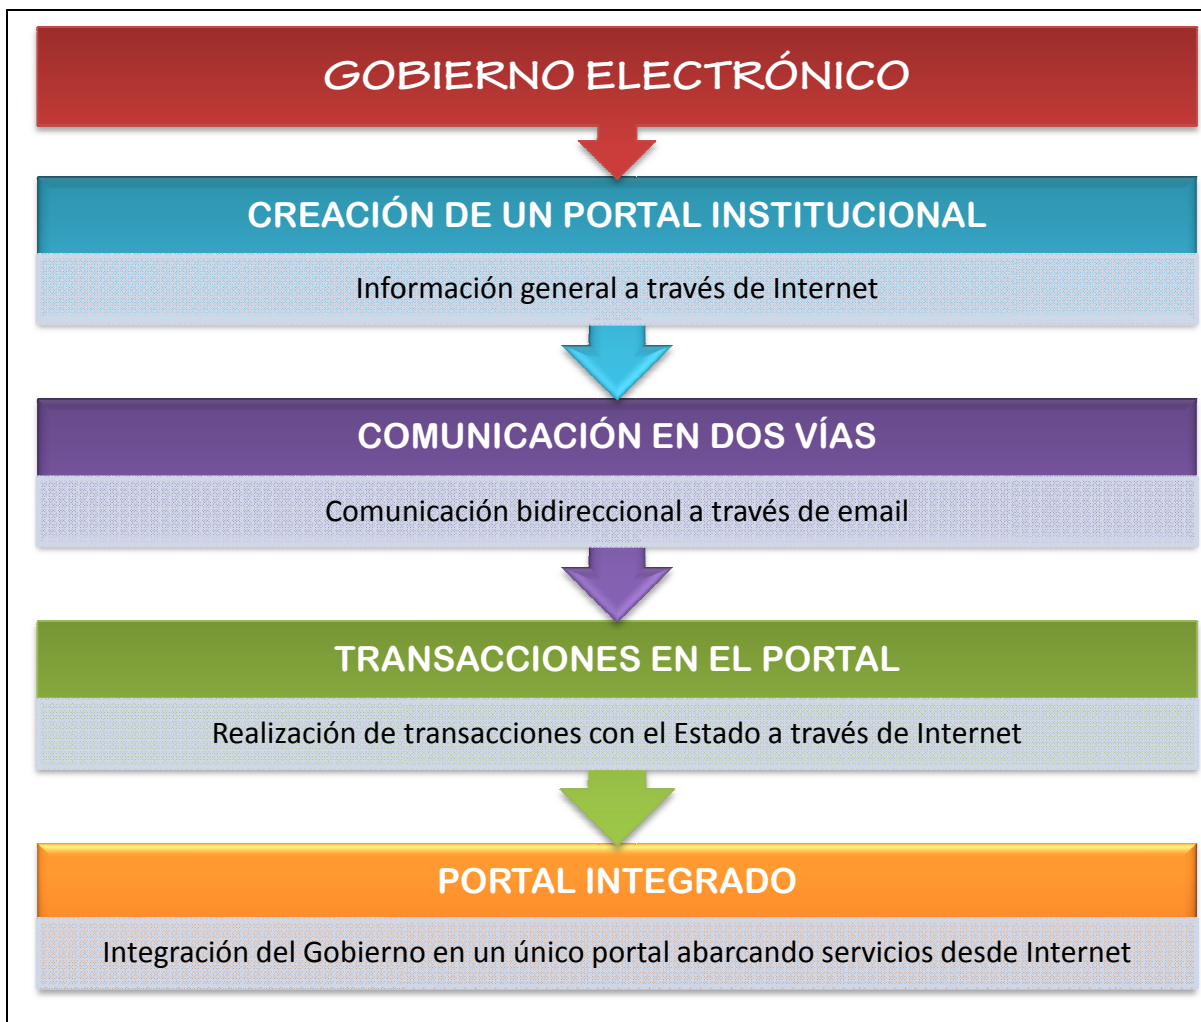 GOBIERNO ELECTRÓNICO
CREACIÓN DE UN PORTAL INSTITUCIONAL
Información general a través de Internet
COMUNICACIÓN EN DOS VÍAS
Comunicación bidireccional a través de email
TRANSACCIONES EN EL PORTAL
Realización de transacciones con el Estado a través de Internet
PORTAL INTEGRADO
Integración del Gobierno en un único portal abarcando servicios desde Internet